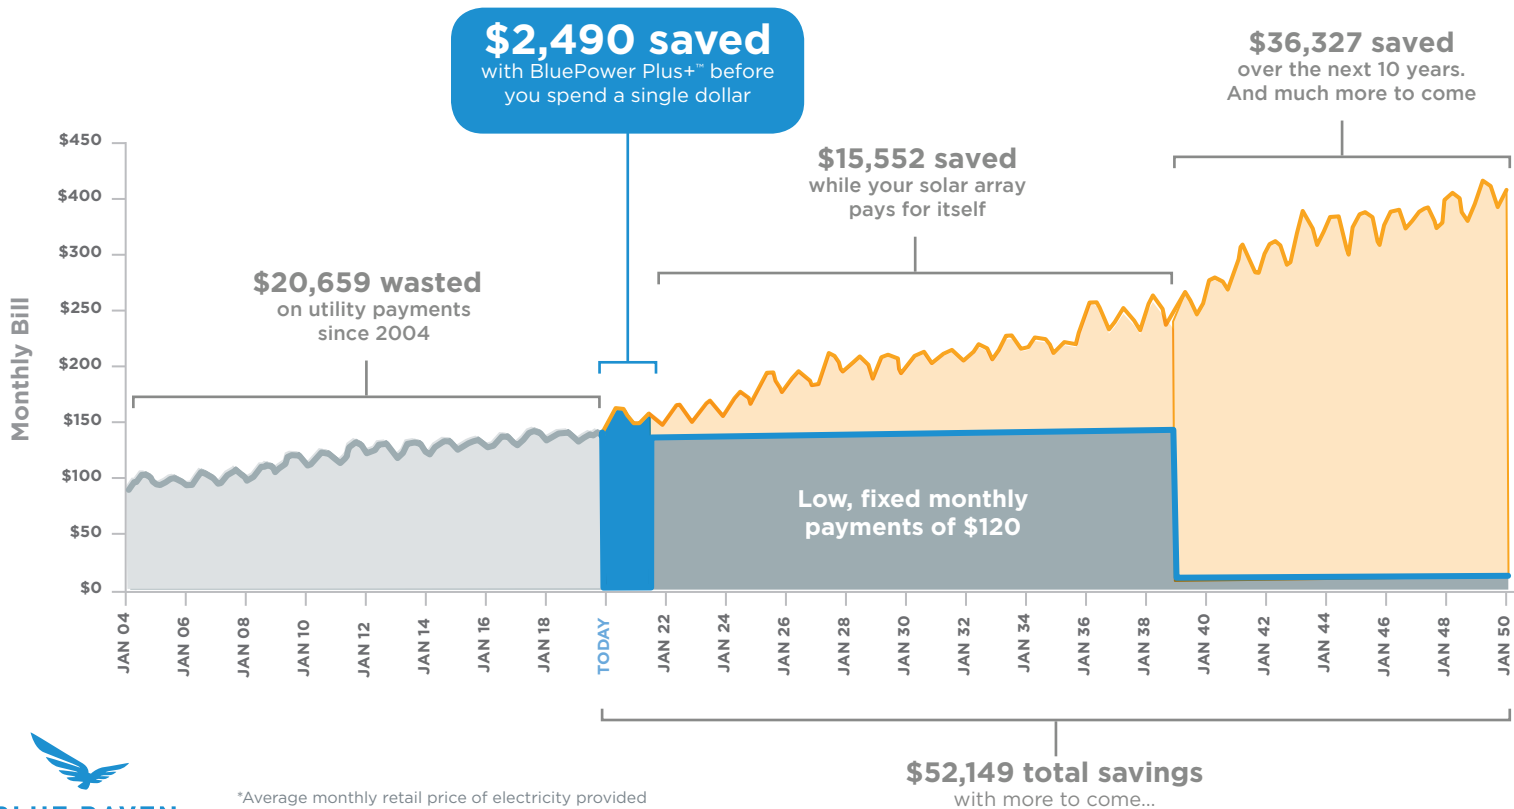 $2,490 saved
with BluePower Plus+™ before
you spend a single dollar
$36,327 saved
over the next 10 years.
And much more to come
$15,552 saved
while your solar array
pays for itself
$20,659 wasted
on utility payments
since 2004
Monthly Bill
$450
$400
$350
$300
$250
$200
$150
$100
$50
$0
Low, fixed monthly
payments of $120
JAN 04
JAN 06
JAN 08
JAN 10
JAN 12
JAN 14
JAN 16
JAN 18
TODAY
JAN 22
JAN 24
JAN 26
JAN 28
JAN 30
JAN 32
JAN 34
JAN 36
JAN 38
JAN 40
JAN 42
JAN 44
JAN 46
JAN 48
JAN 50
$52,149 total savings
with more to come...
*Average monthly retail price of electricity provided
BLUE RAVEN